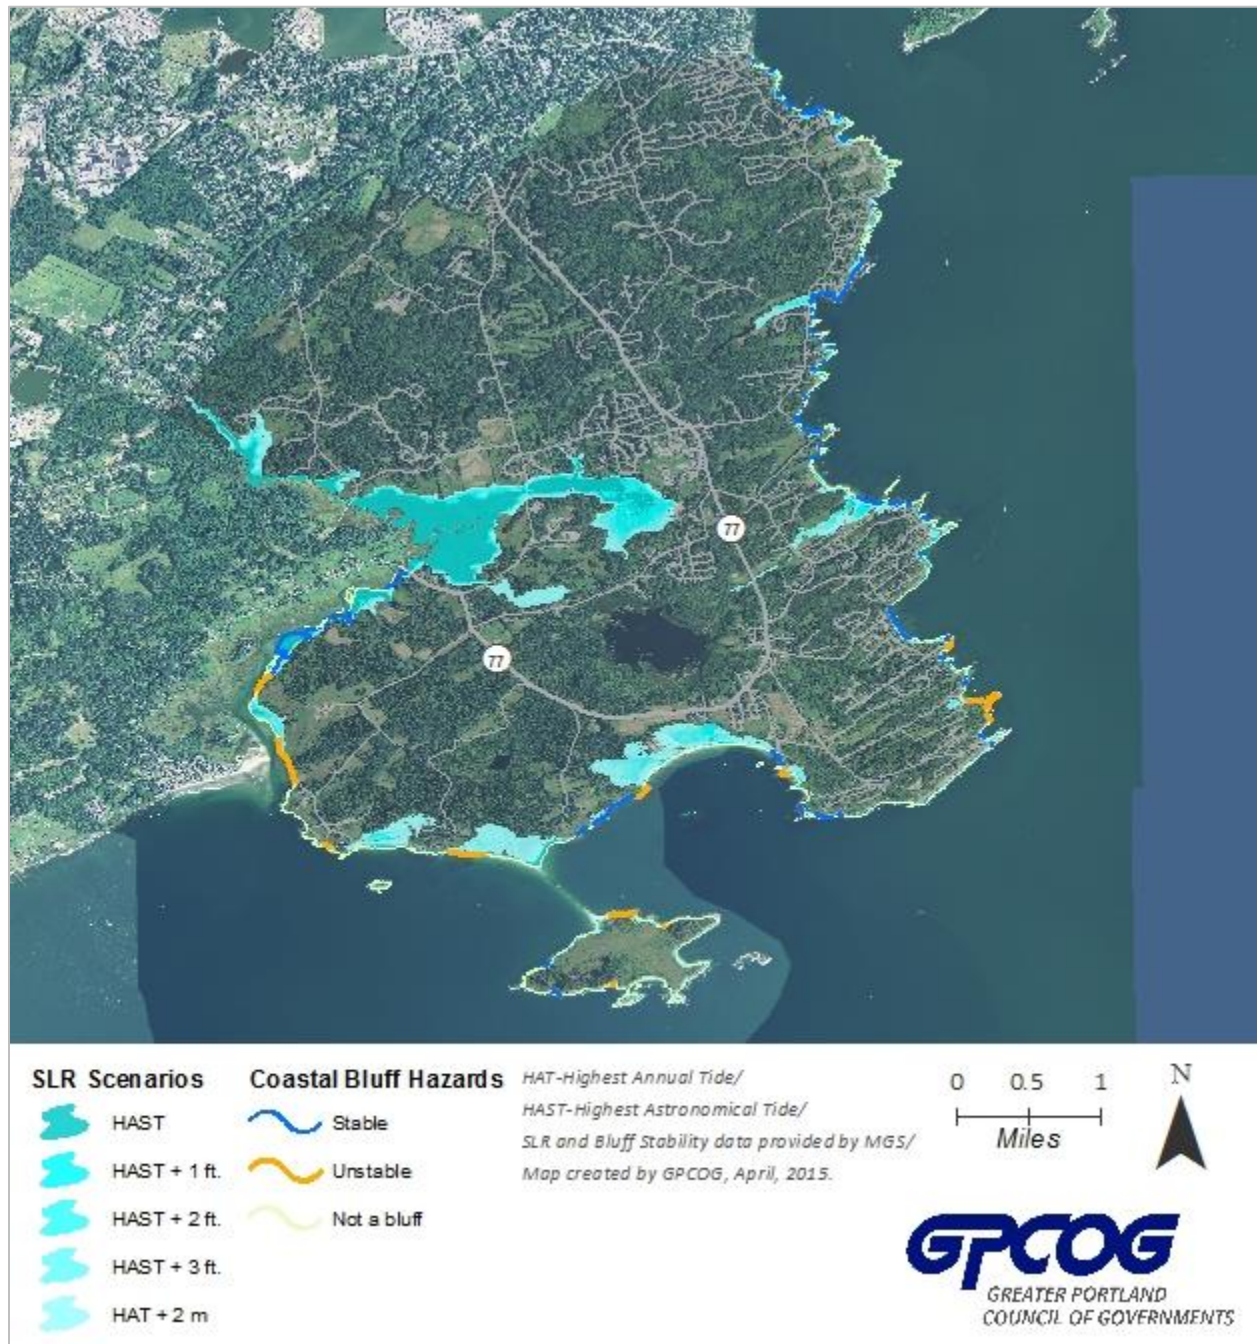 77
77
SLR Scenarios
HAST
HAST + 1 ft.
HAST + 2 ft.
HAST + 3 ft.
HAT + 2 m
Coastal Bluff Hazards
Stable
Unstable
Not a bluff
HAT-Highest Annual Tide/
HAST-Highest Astronomical Tide/
SLR and Bluff Stability data provided by MGS/
Map created by GPCOG, April, 2015.
0 0.5 1
Miles
N
GPCOG
GREATER PORTLAND
COUNCIL OF GOVERNMENTS